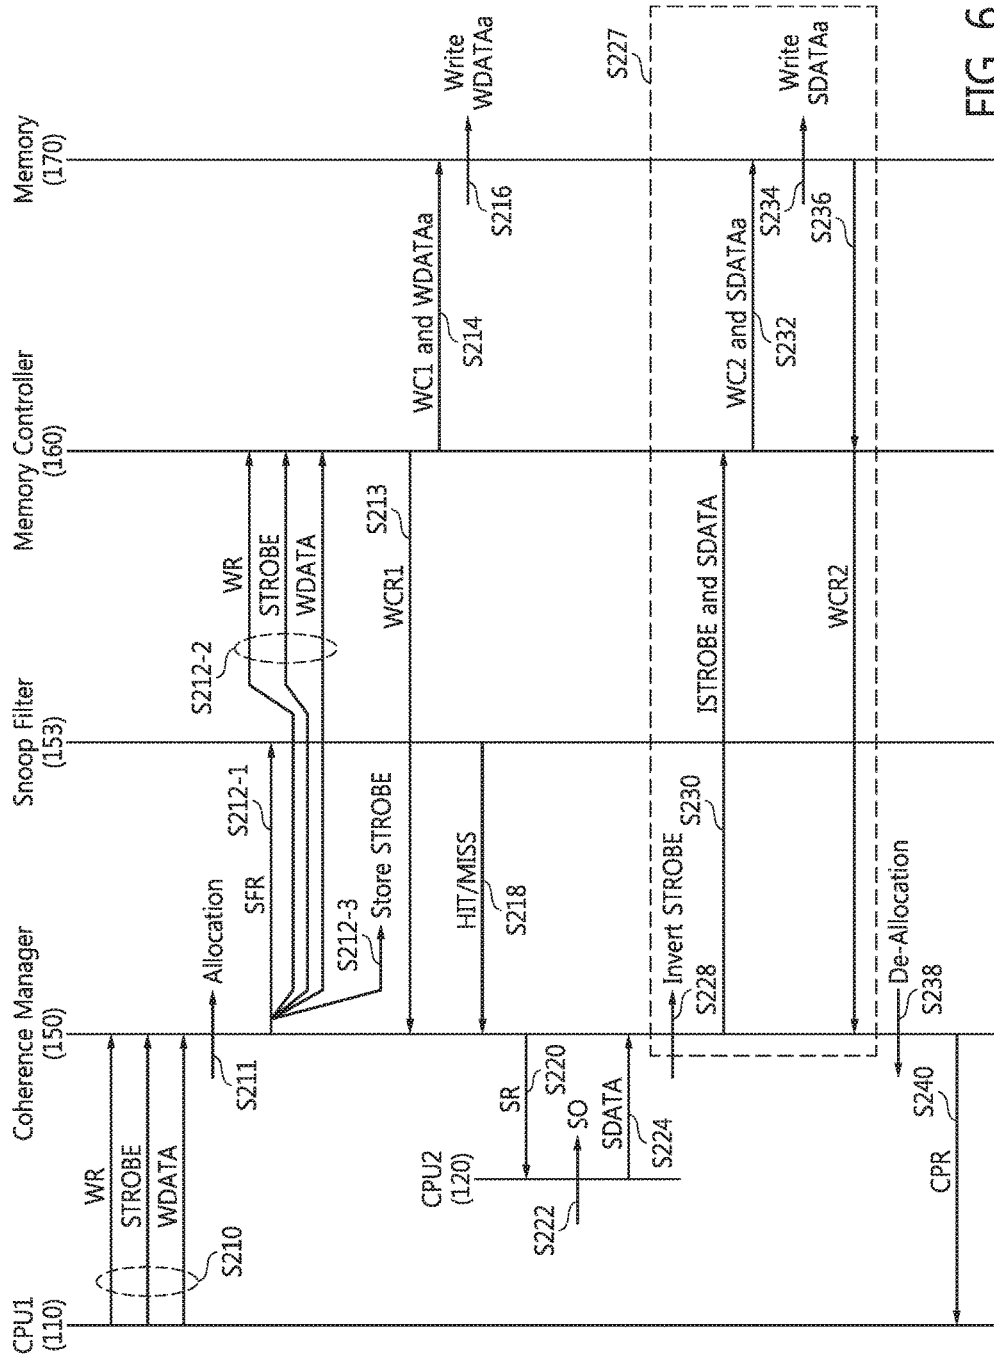 CPU1
(110)
Coherence Manager
(150)
Snoop Filter
(153)
Memory Controller
(160)
Memory
(170)
WR
STROBE
WDATA
S210
Allocation
S211
SFR
S212-1
S212-2
WR
STROBE
WDATA
S212-3
Store STROBE
S213
WCR1
WC1 and WDATAa
S214
Write
WDATAa
S216
HIT/MISS
S218
CPU2
(120)
SR
S220
SO
S222
SDATA
S224
S227
Invert STROBE
S228
ISTROBE and SDATA
S230
WC2 and SDATAa
S232
Write
SDATAa
S234
S236
WCR2
De-Allocation
S238
S240
CPR
FIG. 6